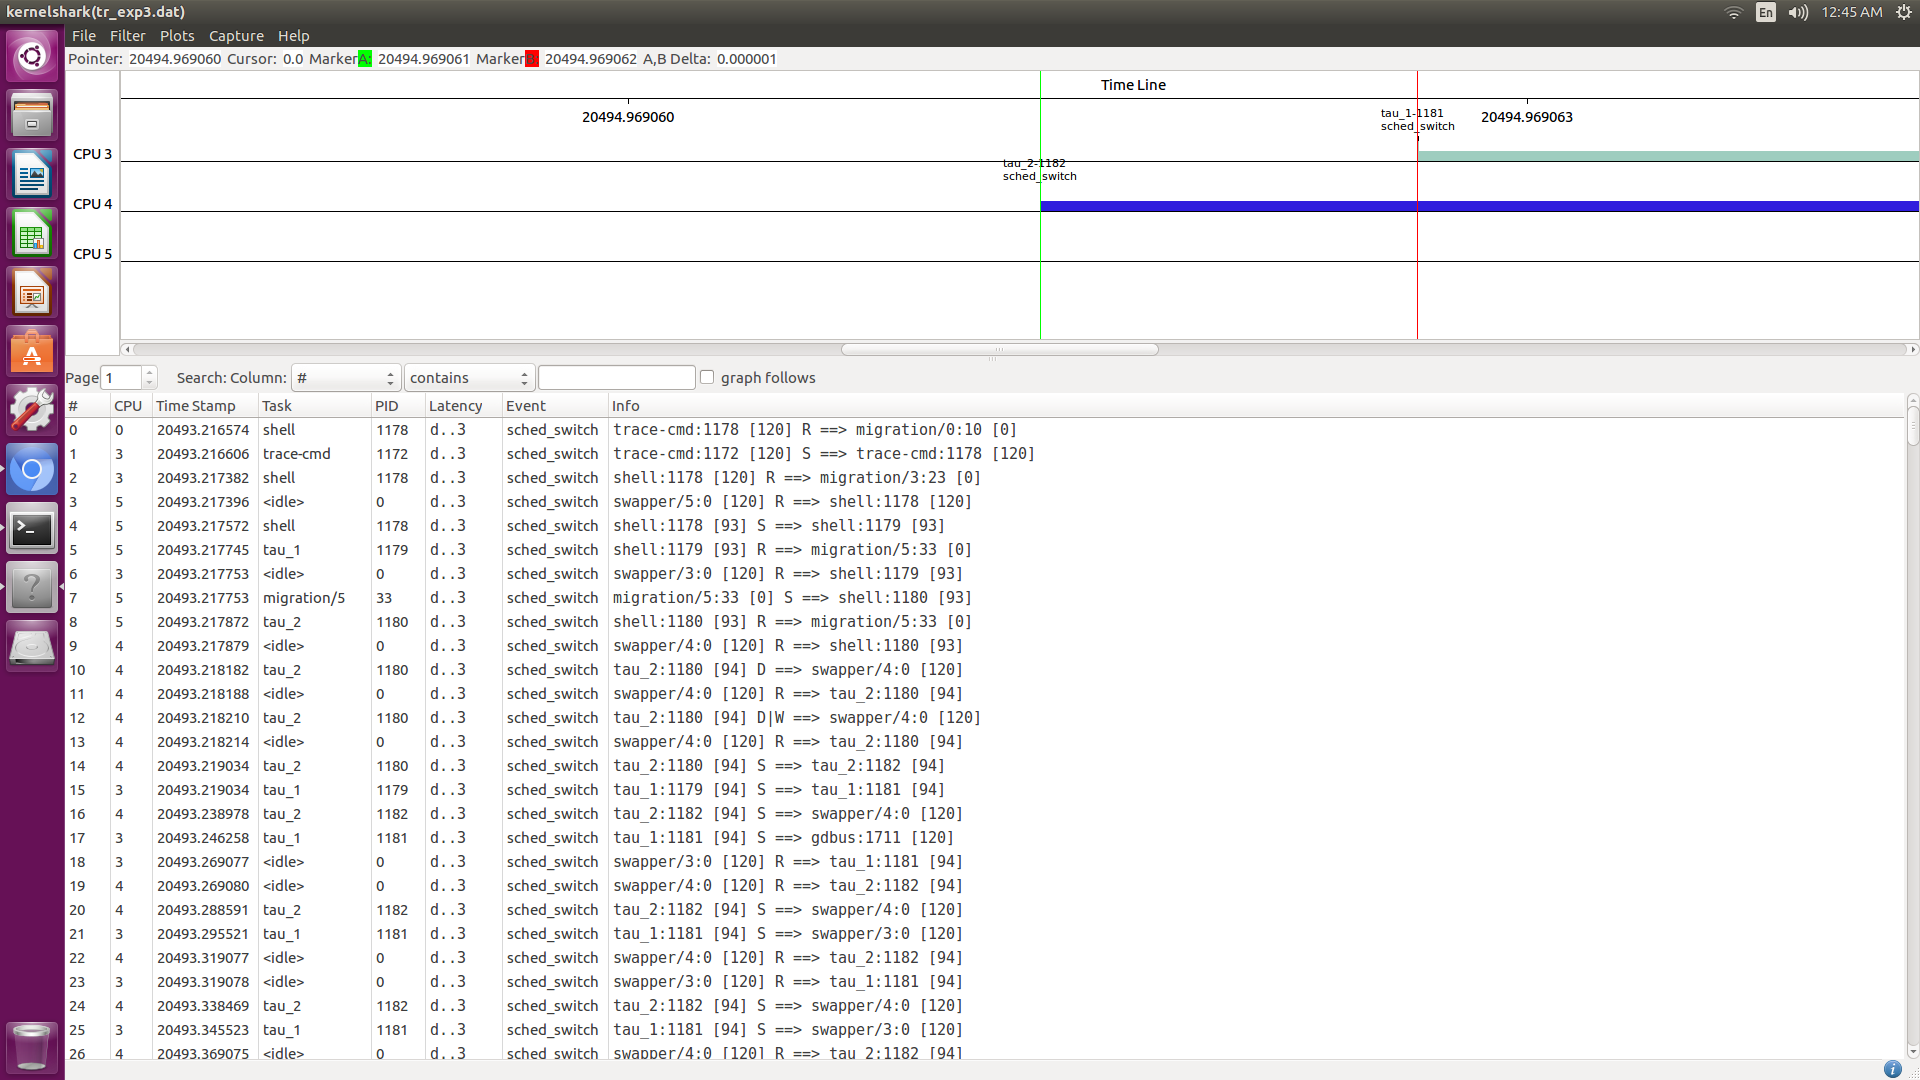 kernelshark(tr_exp3.dat)
En
12:45 AM
File Filter Plots Capture Help
Pointer: 20494.969060 Cursor: 0.0 MarkerA: 20494.969061 Marker 20494.969062 A,B Delta: 0.000001
Time Line
20494.969060
tau_1-1181
sched_switch
20494.969063
CPU 3
tau_2-1182
sched_switch
CPU 4
CPU 5
Page 1 Search: Column: # contains graph follows
# CPU Time Stamp Task PID Latency Event Info
0 0 20493.216574 shell 1178 d..3 sched_switch trace-cmd:1178 [120] R ==> migration/0:10 [0]
1 3 20493.216606 trace-cmd 1172 d..3 sched_switch trace-cmd:1172 [120] S ==> trace-cmd:1178 [120]
2 3 20493.217382 shell 1178 d..3 sched_switch shell:1178 [120] R ==> migration/3:23 [0]
3 5 20493.217396 <idle> 0 d..3 sched_switch swapper/5:0 [120] R ==> shell:1178 [120]
4 5 20493.217572 shell 1178 d..3 sched_switch shell:1178 [93] S ==> shell:1179 [93]
5 5 20493.217745 tau_1 1179 d..3 sched_switch shell:1179 [93] R ==> migration/5:33 [0]
6 3 20493.217753 <idle> 0 d..3 sched_switch swapper/3:0 [120] R ==> shell:1179 [93]
7 5 20493.217753 migration/5 33 d..3 sched_switch migration/5:33 [0] S ==> shell:1180 [93]
8 5 20493.217872 tau_2 1180 d..3 sched_switch shell:1180 [93] R ==> migration/5:33 [0]
9 4 20493.217879 <idle> 0 d..3 sched_switch swapper/4:0 [120] R ==> shell:1180 [93]
10 4 20493.218182 tau_2 1180 d..3 sched_switch tau_2:1180 [94] D ==> swapper/4:0 [120]
11 4 20493.218188 <idle> 0 d..3 sched_switch swapper/4:0 [120] R ==> tau_2:1180 [94]
12 4 20493.218210 tau_2 1180 d..3 sched_switch tau_2:1180 [94] D|W ==> swapper/4:0 [120]
13 4 20493.218214 <idle> 0 d..3 sched_switch swapper/4:0 [120] R ==> tau_2:1180 [94]
14 4 20493.219034 tau_2 1180 d..3 sched_switch tau_2:1180 [94] S ==> tau_2:1182 [94]
15 3 20493.219034 tau_1 1179 d..3 sched_switch tau_1:1179 [94] S ==> tau_1:1181 [94]
16 4 20493.238978 tau_2 1182 d..3 sched_switch tau_2:1182 [94] S ==> swapper/4:0 [120]
17 3 20493.246258 tau_1 1181 d..3 sched_switch tau_1:1181 [94] S ==> gdbus:1711 [120]
18 3 20493.269077 <idle> 0 d..3 sched_switch swapper/3:0 [120] R ==> tau_1:1181 [94]
19 4 20493.269080 <idle> 0 d..3 sched_switch swapper/4:0 [120] R ==> tau_2:1182 [94]
20 4 20493.288591 tau_2 1182 d..3 sched_switch tau_2:1182 [94] S ==> swapper/4:0 [120]
21 3 20493.295521 tau_1 1181 d..3 sched_switch tau_1:1181 [94] S ==> swapper/3:0 [120]
22 4 20493.319077 <idle> 0 d..3 sched_switch swapper/4:0 [120] R ==> tau_2:1182 [94]
23 3 20493.319078 <idle> 0 d..3 sched_switch swapper/3:0 [120] R ==> tau_1:1181 [94]
24 4 20493.338469 tau_2 1182 d..3 sched_switch tau_2:1182 [94] S ==> swapper/4:0 [120]
25 3 20493.345523 tau_1 1181 d..3 sched_switch tau_1:1181 [94] S ==> swapper/3:0 [120]
26 4 20493.369075 <idle> 0 d..3 sched_switch swapper/4:0 [120] R ==> tau_2:1182 [94]